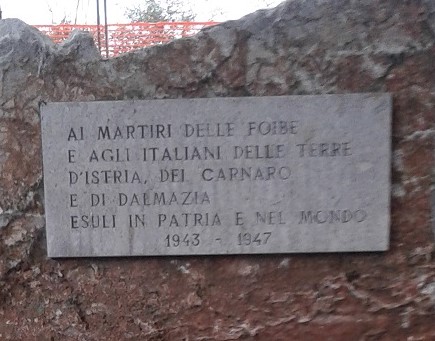 AI MARTIRI DELLE FOIBE
E AGLI ITALIANI DELLE TERRE
D'ISTRIA, DEL CARNARO
E DI DALMAZIA
ESULI IN PATRIA E NEL MONDO
1943 - 1947